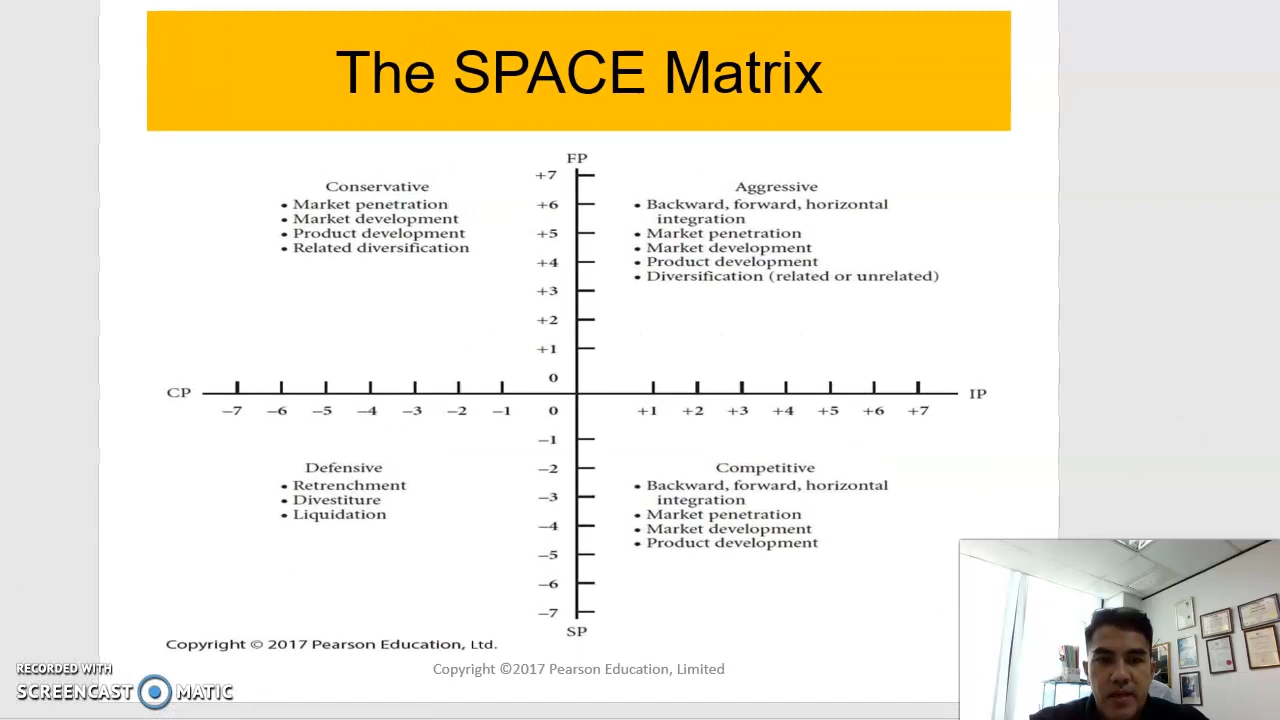 The SPACE Matrix
FP
Conservative
• Market penetration
• Market development
• Product development
• Related diversification
Aggressive
• Backward, forward, horizontal
integration
• Market penetration
• Market development
• Product development
• Diversification (related or unrelated)
+7
+6
+5
+4
+3
+2
+1
0
CP
IP
–7 –6 –5 –4 –3 –2 –1 0 +1 +2 +3 +4 +5 +6 +7
–1
–2
–3
–4
–5
–6
–7
SP
Defensive
• Retrenchment
• Divestiture
• Liquidation
Competitive
• Backward, forward, horizontal
integration
• Market penetration
• Market development
• Product development
Copyright © 2017 Pearson Education, Ltd.
Copyright ©2017 Pearson Education, Limited
RECORDED WITH
SCREENCAST MATIC